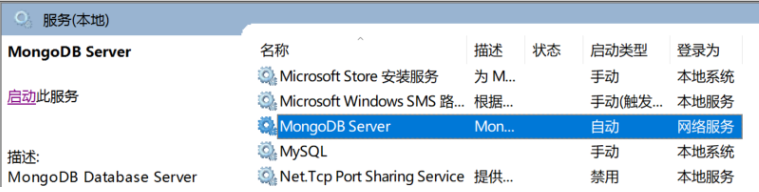 服务(本地)
MongoDB Server
启动此服务
描述:
MongoDB Database Server
名称 描述 状态 启动类型 登录为
Microsoft Store 安装服务 为 M... 手动 本地系统
Microsoft Windows SMS 路... 根据... 手动(触发... 本地服务
MongoDB Server Mon... 自动 网络服务
MySQL 手动 本地系统
Net.Tcp Port Sharing Service 提供... 禁用 本地服务